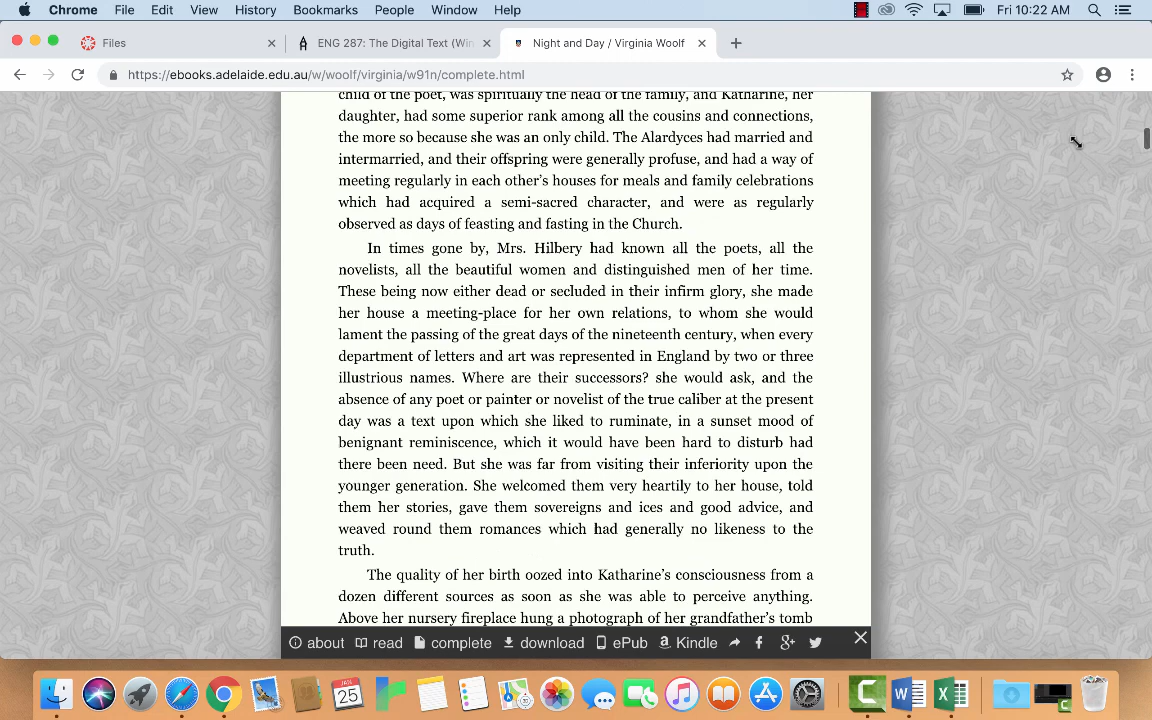 Chrome File Edit View History Bookmarks People Window Help Fri 10:22 AM
Files ENG 287: The Digital Text (Win Night and Day / Virginia Woolf
https://ebooks.adelaide.edu.au/w/woolf/virginia/w91n/complete.html
child of the poet, was spiritually the head of the family, and Katharine, her
daughter, had some superior rank among all the cousins and connections,
the more so because she was an only child. The Alardyces had married and
intermarried, and their offspring were generally profuse, and had a way of
meeting regularly in each other’s houses for meals and family celebrations
which had acquired a semi-sacred character, and were as regularly
observed as days of feasting and fasting in the Church.
In times gone by, Mrs. Hilbery had known all the poets, all the
novelists, all the beautiful women and distinguished men of her time.
These being now either dead or secluded in their infirm glory, she made
her house a meeting-place for her own relations, to whom she would
lament the passing of the great days of the nineteenth century, when every
department of letters and art was represented in England by two or three
illustrious names. Where are their successors? she would ask, and the
absence of any poet or painter or novelist of the true caliber at the present
day was a text upon which she liked to ruminate, in a sunset mood of
benignant reminiscence, which it would have been hard to disturb had
there been need. But she was far from visiting their inferiority upon the
younger generation. She welcomed them very heartily to her house, told
them her stories, gave them sovereigns and ices and good advice, and
weaved round them romances which had generally no likeness to the
truth.
The quality of her birth oozed into Katharine’s consciousness from a
dozen different sources as soon as she was able to perceive anything.
Above her nursery fireplace hung a photograph of her grandfather’s tomb
about read complete download ePub Kindle
JAN
25